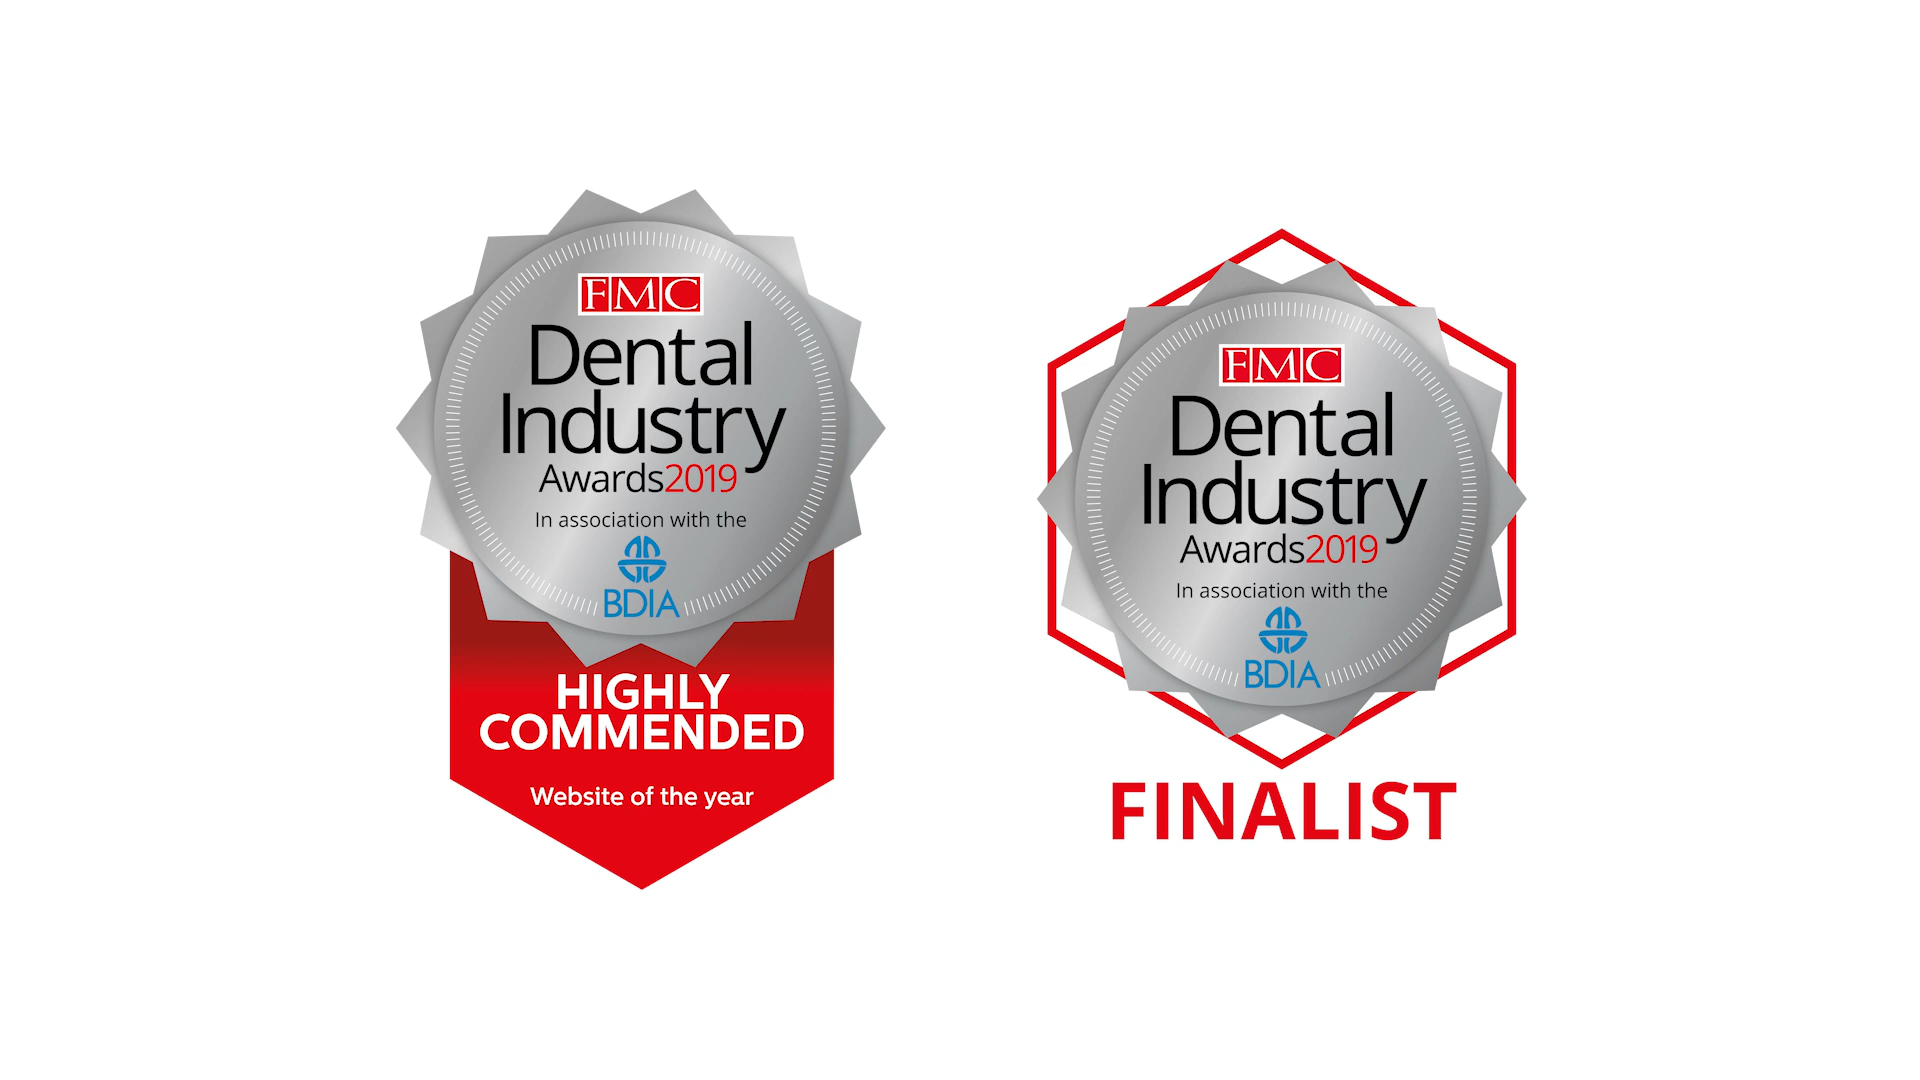 FMC
Dental
Industry
Awards2019
In association with the
BDIA
HIGHLY
COMMENDED
Website of the year
FMC
Dental
Industry
Awards2019
In association with the
BDIA
FINALIST